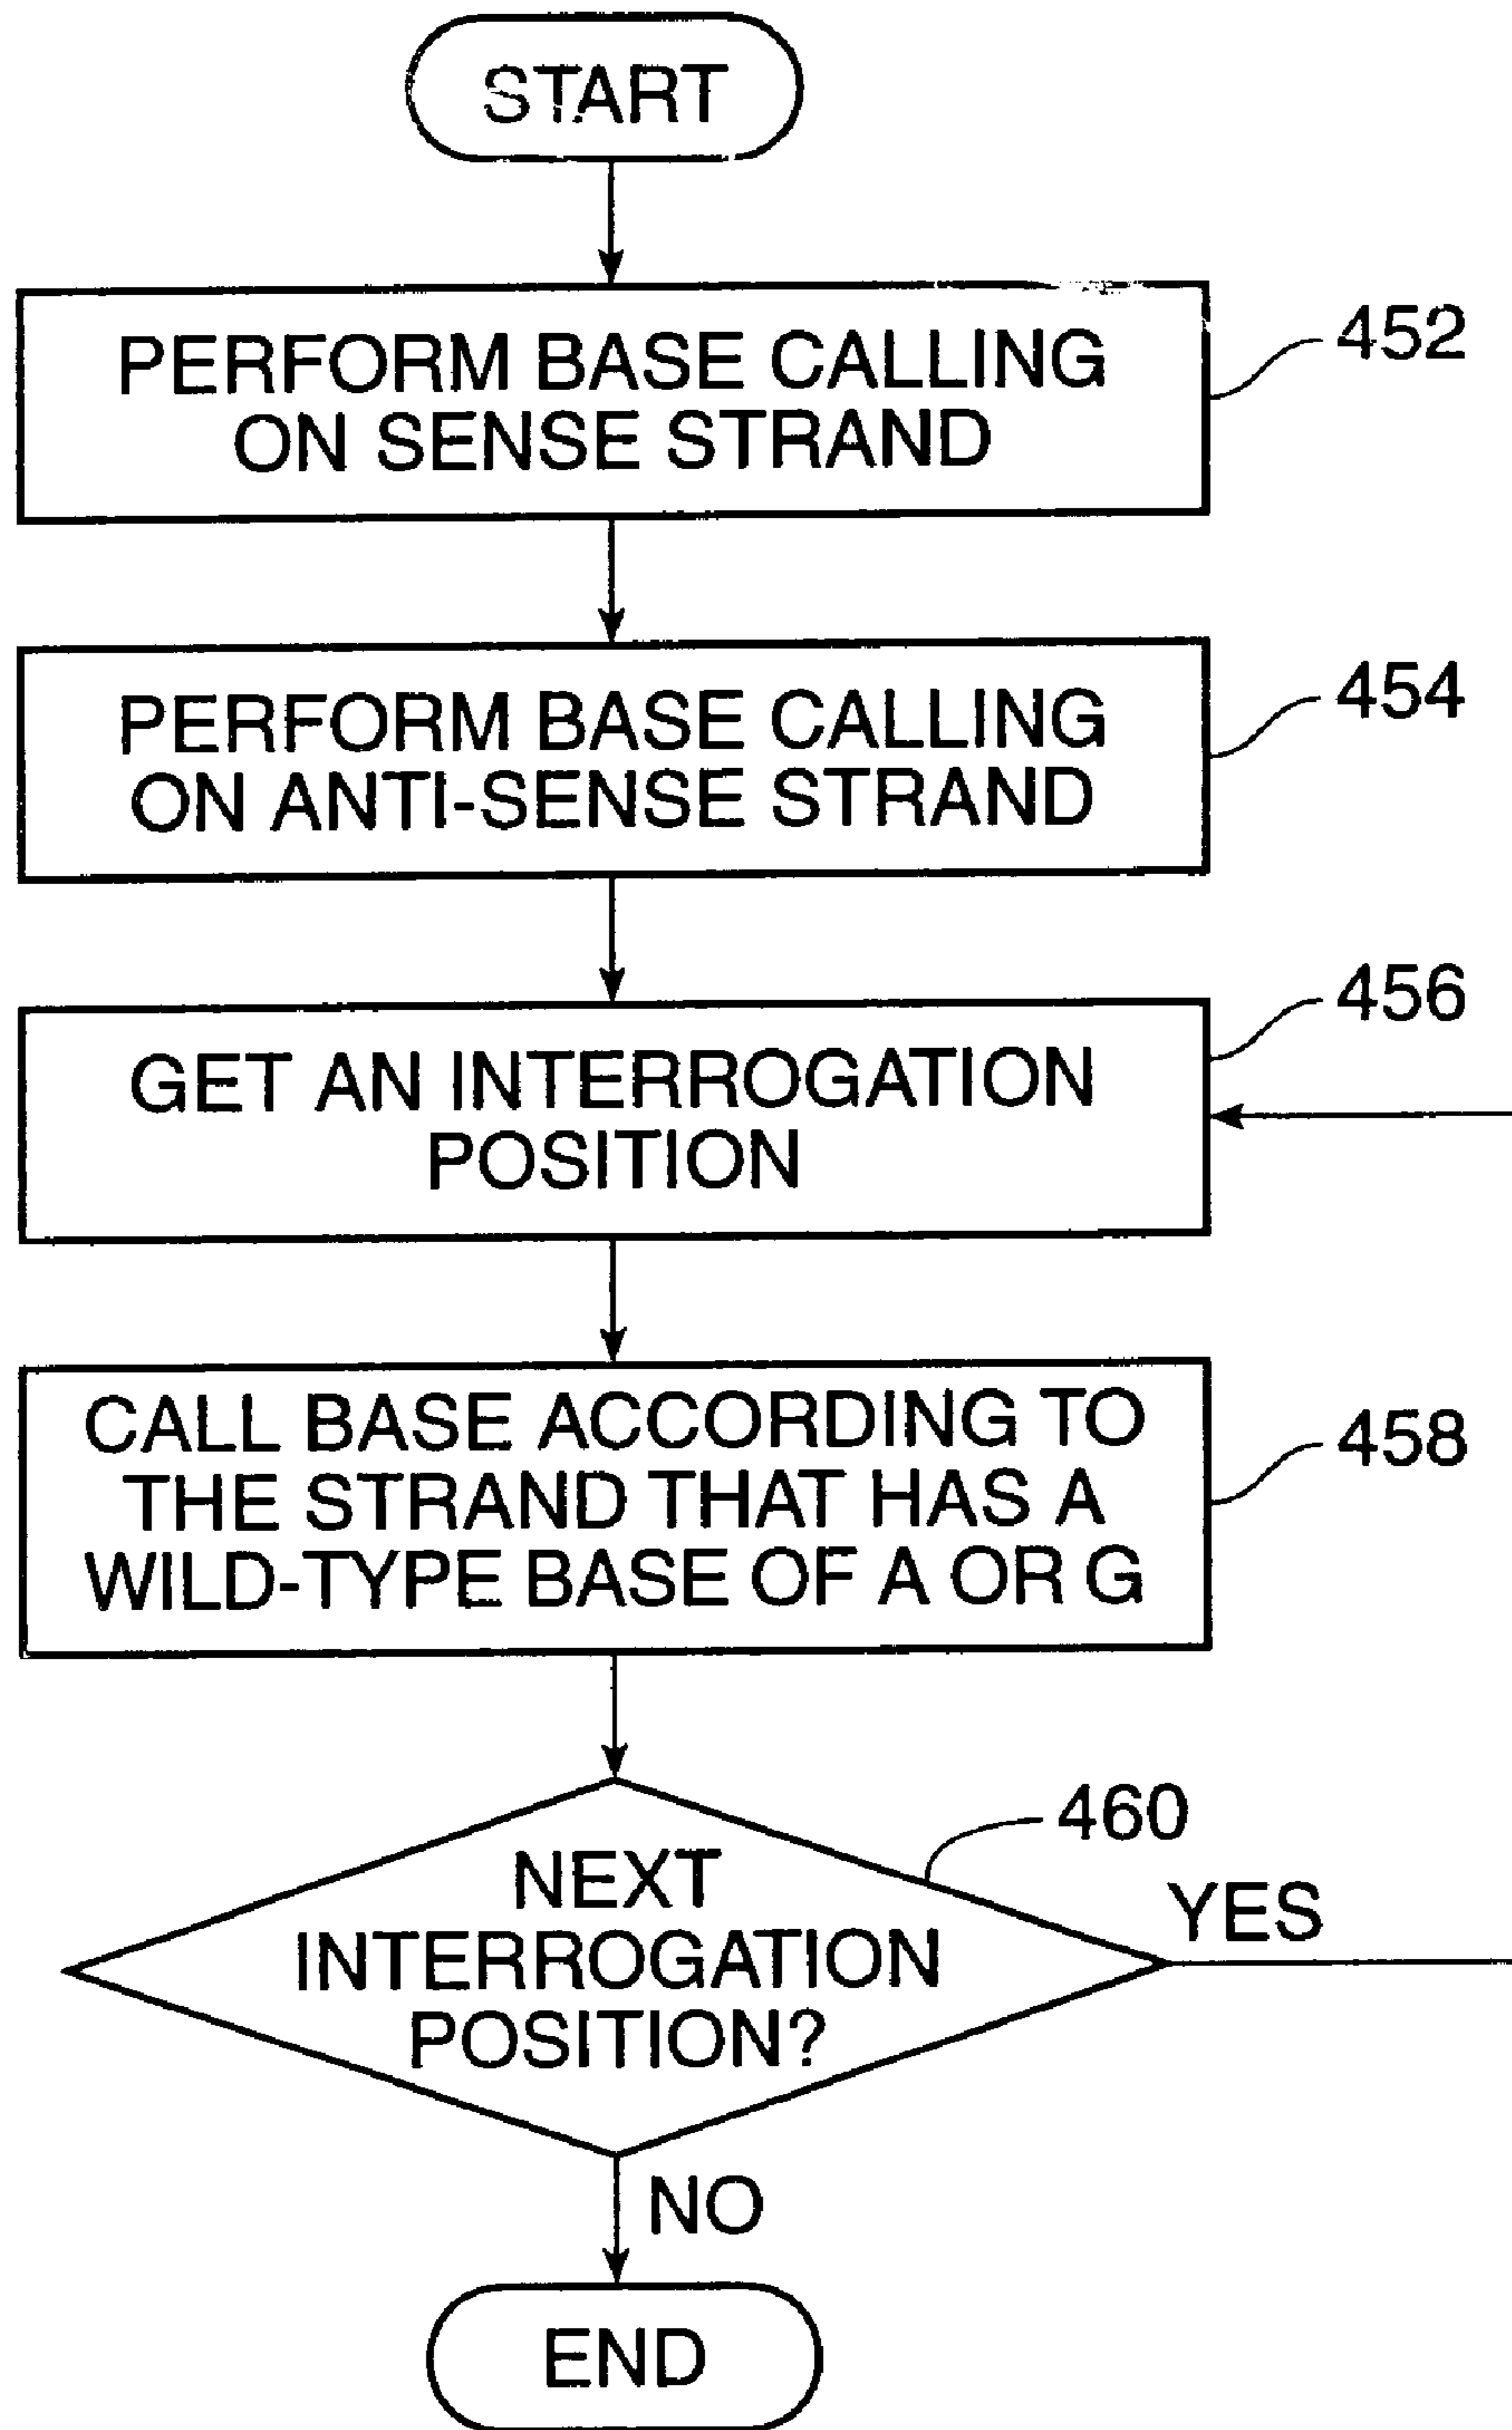 START
PERFORM BASE CALLING
ON SENSE STRAND
452
PERFORM BASE CALLING
ON ANTI-SENSE STRAND
454
GET AN INTERROGATION
POSITION
456
CALL BASE ACCORDING TO
THE STRAND THAT HAS A
WILD-TYPE BASE OF A OR G
458
NEXT
INTERROGATION
POSITION?
460
YES
NO
END